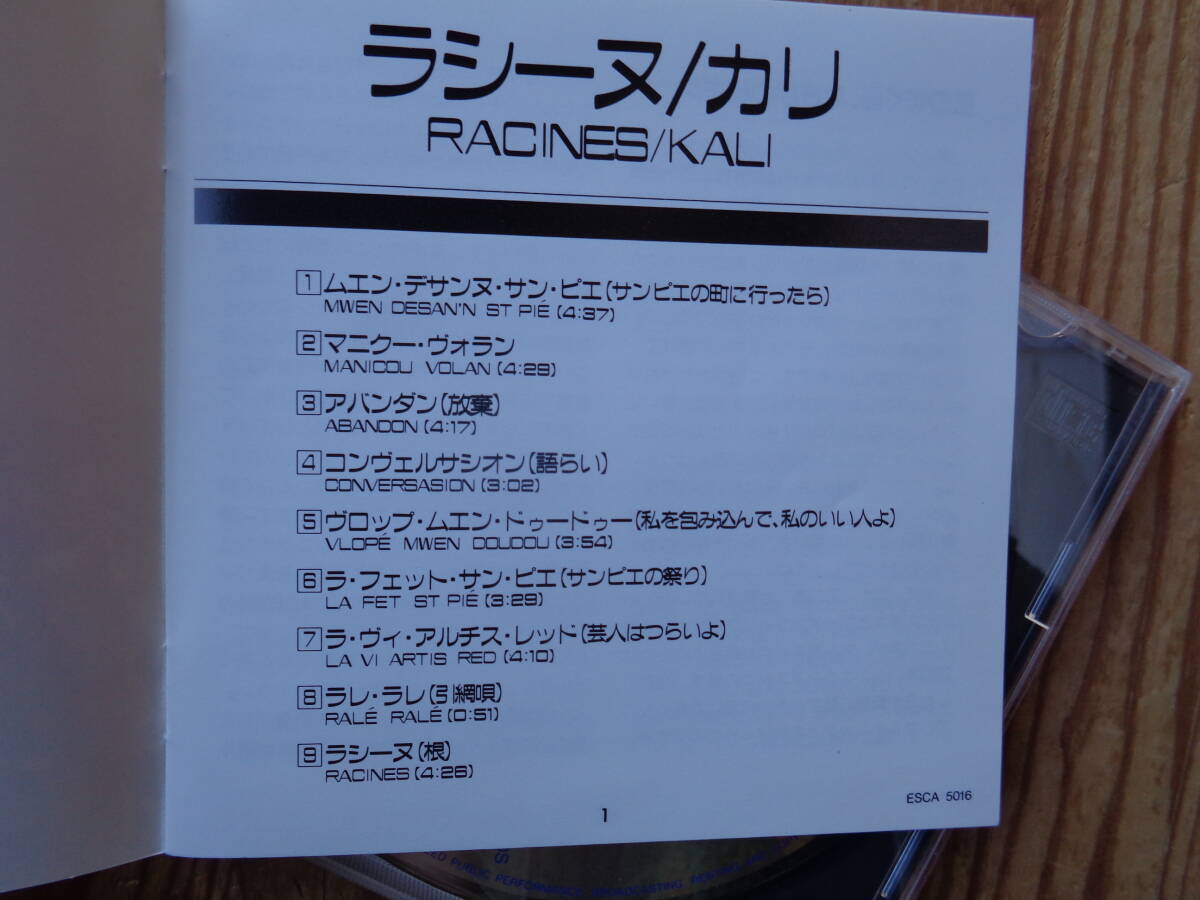 ラシーヌ/カリ
RACINES/KALI
1 ムエン・デサンヌ・サン・ピエ(サンピエの町に行ったら)
MWEN DESAN'N ST PIÉ (4:37)
2 マニクー・ヴォラン
MANICOU VOLAN (4:29)
3 アバンダン(放棄)
ABANDON (4:17)
4 コンヴェルサシオン(語らい)
CONVERSASION (3:02)
5 ヴロップ・ムエン・ドゥードゥー(私を包み込んで、私のいい人よ)
VLOPÉ MWEN DOUDOU (3:54)
6 ラ・フェット・サン・ピエ(サンピエの祭り)
LA FET ST PIÉ (3:29)
7 ラ・ヴィ・アルチス・レッド(芸人はつらいよ)
LA VI ARTIS RED (4:10)
8 ラレ・ラレ(引網唄)
RALÉ RALÉ (0:51)
9 ラシーヌ(根)
RACINES (4:26)
ESCA 5016
1
PUBLIC PERFORMANCE, BROADCASTING